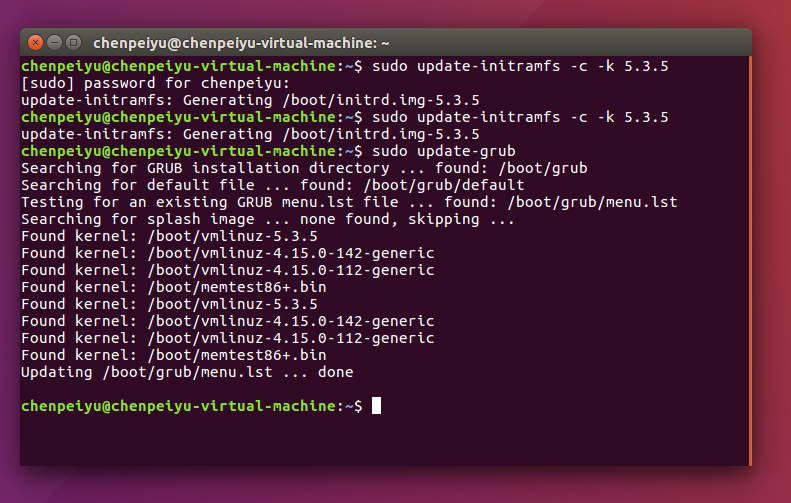 chenpeiyu@chenpeiyu-virtual-machine: ~
chenpeiyu@chenpeiyu-virtual-machine:~$ sudo update-initramfs -c -k 5.3.5
[sudo] password for chenpeiyu:
update-initramfs: Generating /boot/initrd.img-5.3.5
chenpeiyu@chenpeiyu-virtual-machine:~$ sudo update-initramfs -c -k 5.3.5
update-initramfs: Generating /boot/initrd.img-5.3.5
chenpeiyu@chenpeiyu-virtual-machine:~$ sudo update-grub
Searching for GRUB installation directory ... found: /boot/grub
Searching for default file ... found: /boot/grub/default
Testing for an existing GRUB menu.lst file ... found: /boot/grub/menu.lst
Searching for splash image ... none found, skipping ...
Found kernel: /boot/vmlinuz-5.3.5
Found kernel: /boot/vmlinuz-4.15.0-142-generic
Found kernel: /boot/vmlinuz-4.15.0-112-generic
Found kernel: /boot/memtest86+.bin
Found kernel: /boot/vmlinuz-5.3.5
Found kernel: /boot/vmlinuz-4.15.0-142-generic
Found kernel: /boot/vmlinuz-4.15.0-112-generic
Found kernel: /boot/memtest86+.bin
Updating /boot/grub/menu.lst ... done
chenpeiyu@chenpeiyu-virtual-machine:~$